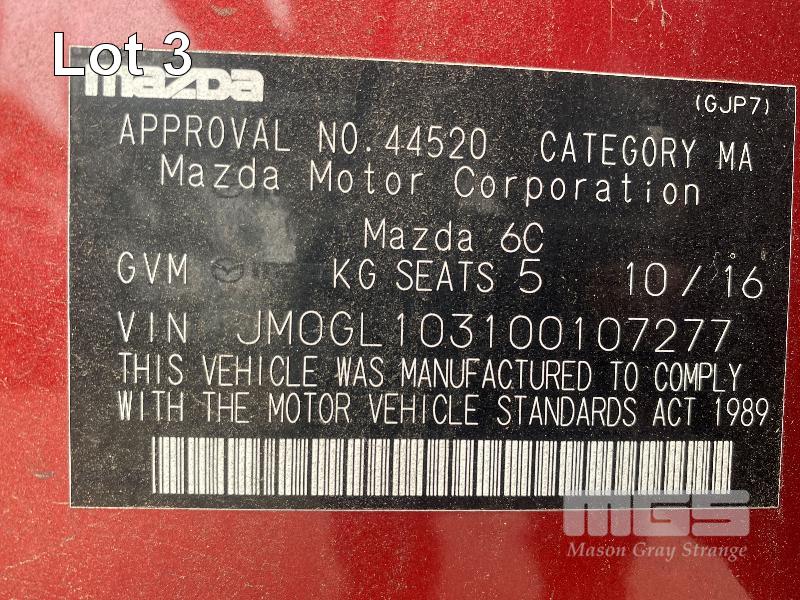 Lot 3
mazda
(GJP7)
APPROVAL NO. 44520 CATEGORY MA
Mazda Motor Corporation
Mazda 6C
GVM KG SEATS 5 10/16
VIN JM0GL103100107277
THIS VEHICLE WAS MANUFACTURED TO COMPLY
WITH THE MOTOR VEHICLE STANDARDS ACT 1989
MGS
Mason Gray Strange